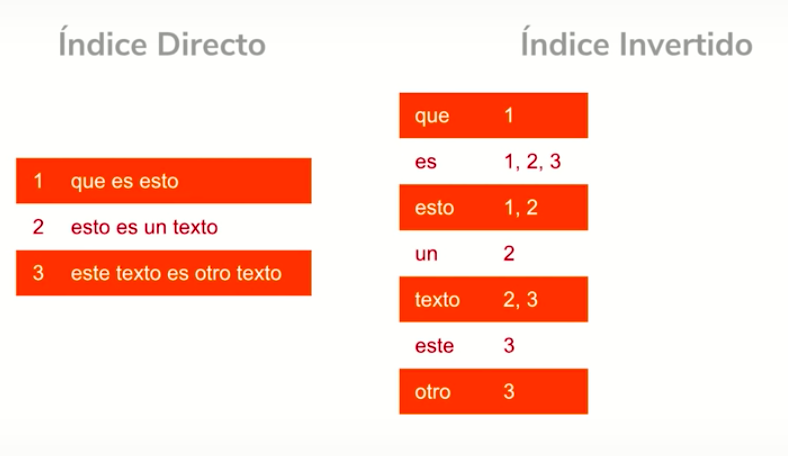 Índice Directo
1 que es esto
2 esto es un texto
3 este texto es otro texto
Índice Invertido
que 1
es 1, 2, 3
esto 1, 2
un 2
texto 2, 3
este 3
otro 3